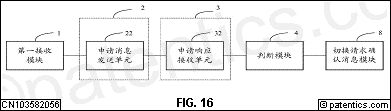 2
3
1
22
32
4
8
第一接收
模块
申请消息
发送单元
申请响应
接收单元
判断模块
切换请求确
认消息模块
CN103582056
FIG. 16
© patentics.com